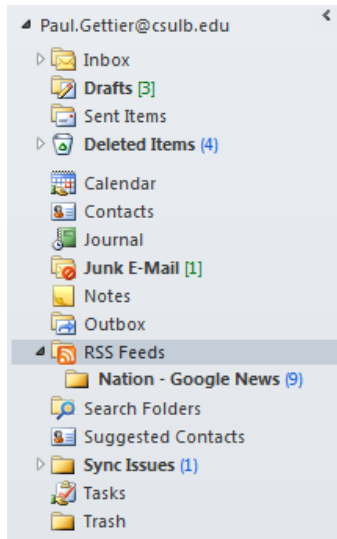 Paul.Gettier@csulb.edu
Inbox
Drafts [3]
Sent Items
Deleted Items (4)
Calendar
Contacts
Journal
Junk E-Mail [1]
Notes
Outbox
RSS Feeds
Nation - Google News (9)
Search Folders
Suggested Contacts
Sync Issues (1)
Tasks
Trash